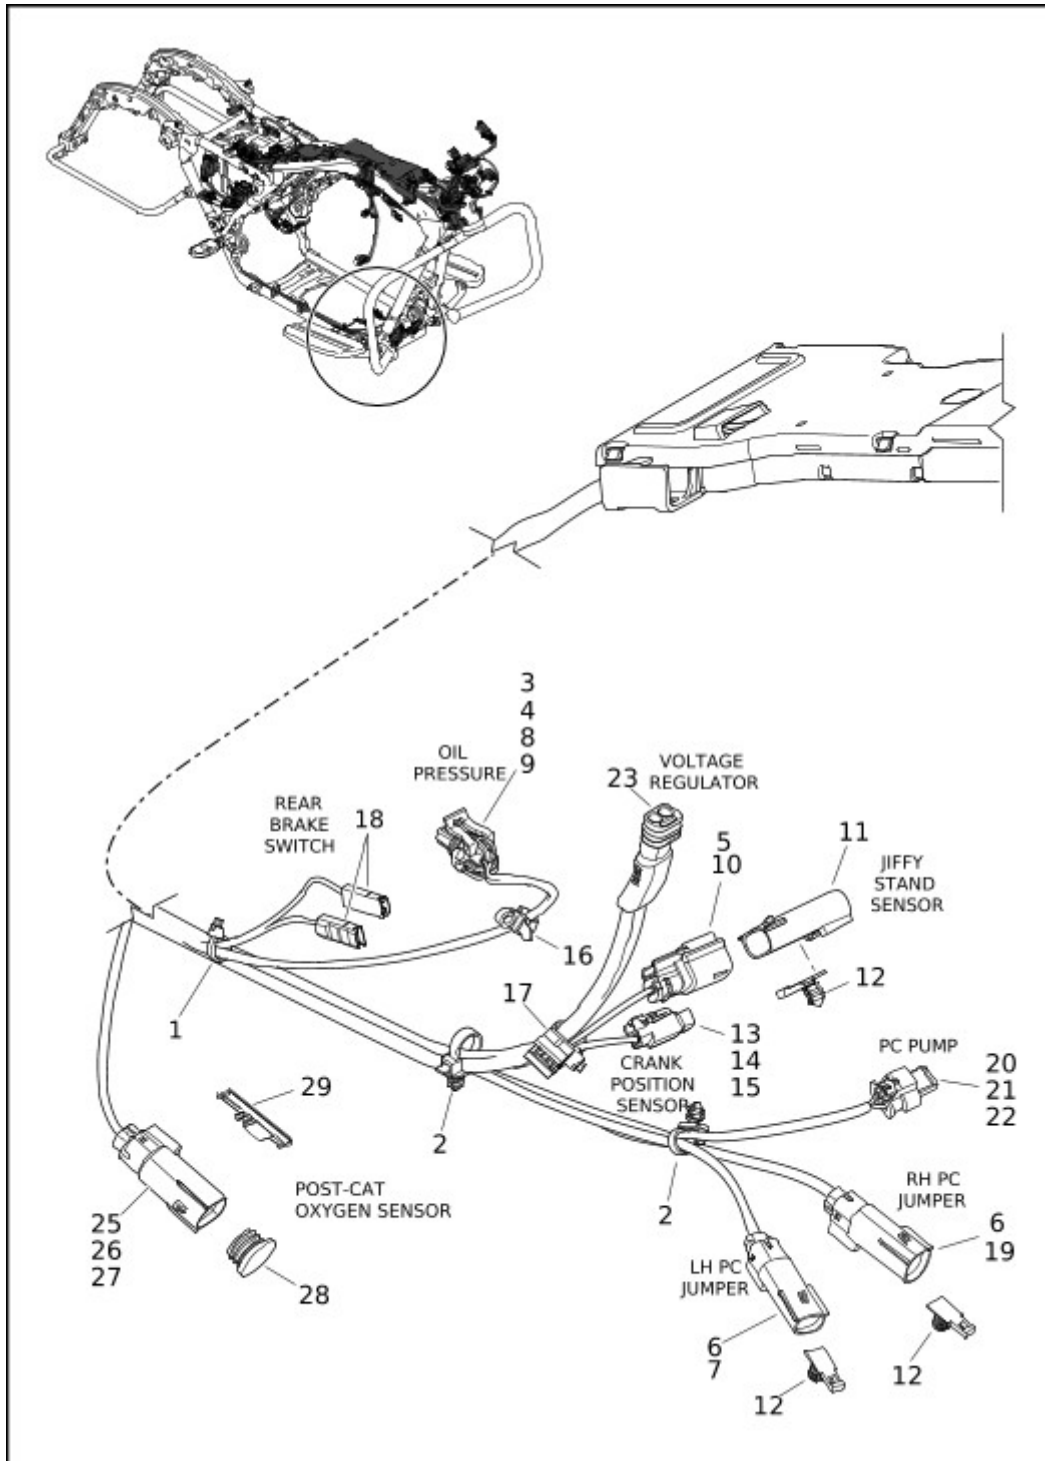 3
4
8
9
OIL
PRESSURE
VOLTAGE
REGULATOR
23
REAR
BRAKE
SWITCH
18
5
10
11
JIFFY
STAND
SENSOR
16
12
17
1
13
14
15
CRANK
POSITION
SENSOR
PC PUMP
20
21
22
29
2
POST-CAT
OXYGEN SENSOR
2
RH PC
JUMPER
25
26
27
6
19
28
LH PC
JUMPER
6
7
12
12